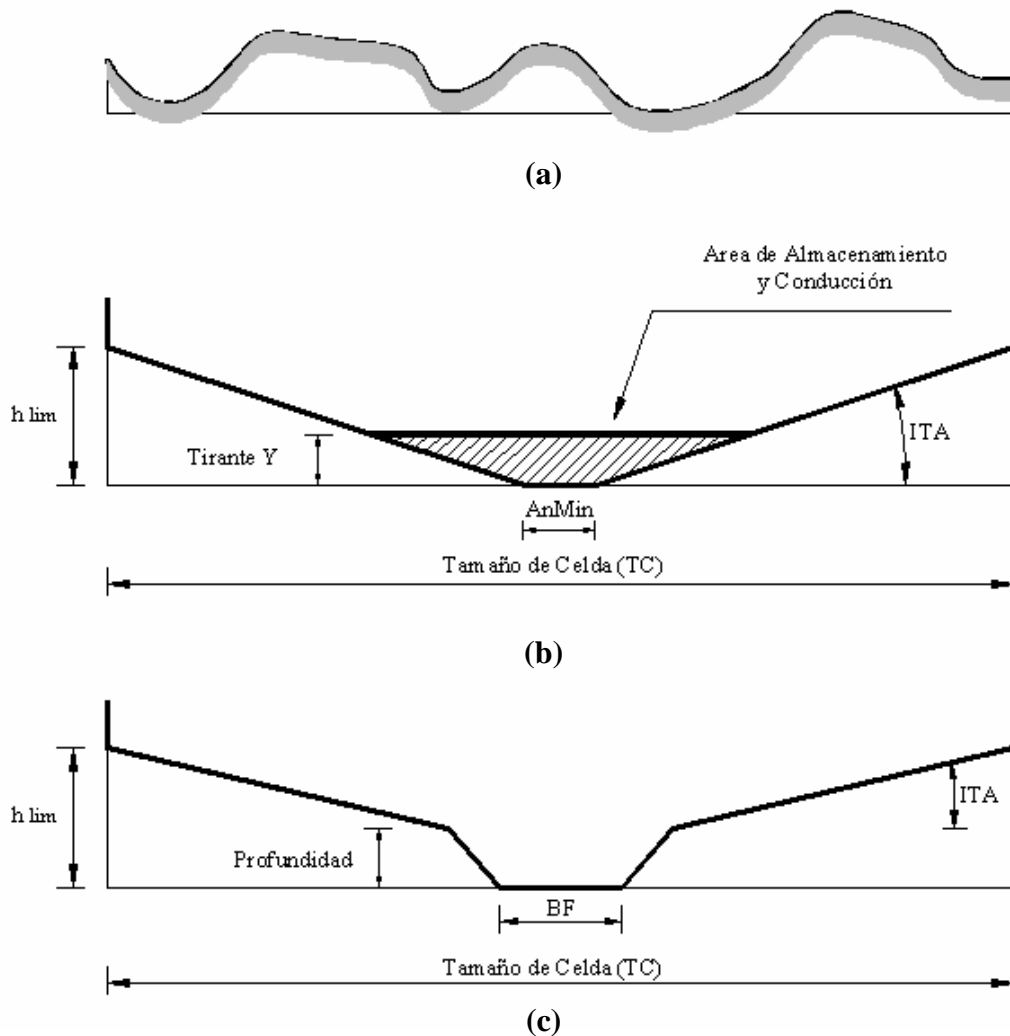 (a)
Area de Almacenamiento
y Conducción
h lim
Tirante Y
ITA
AnMin
Tamaño de Celda (TC)
(b)
h lim
ITA
Profundidad
BF
Tamaño de Celda (TC)
(c)